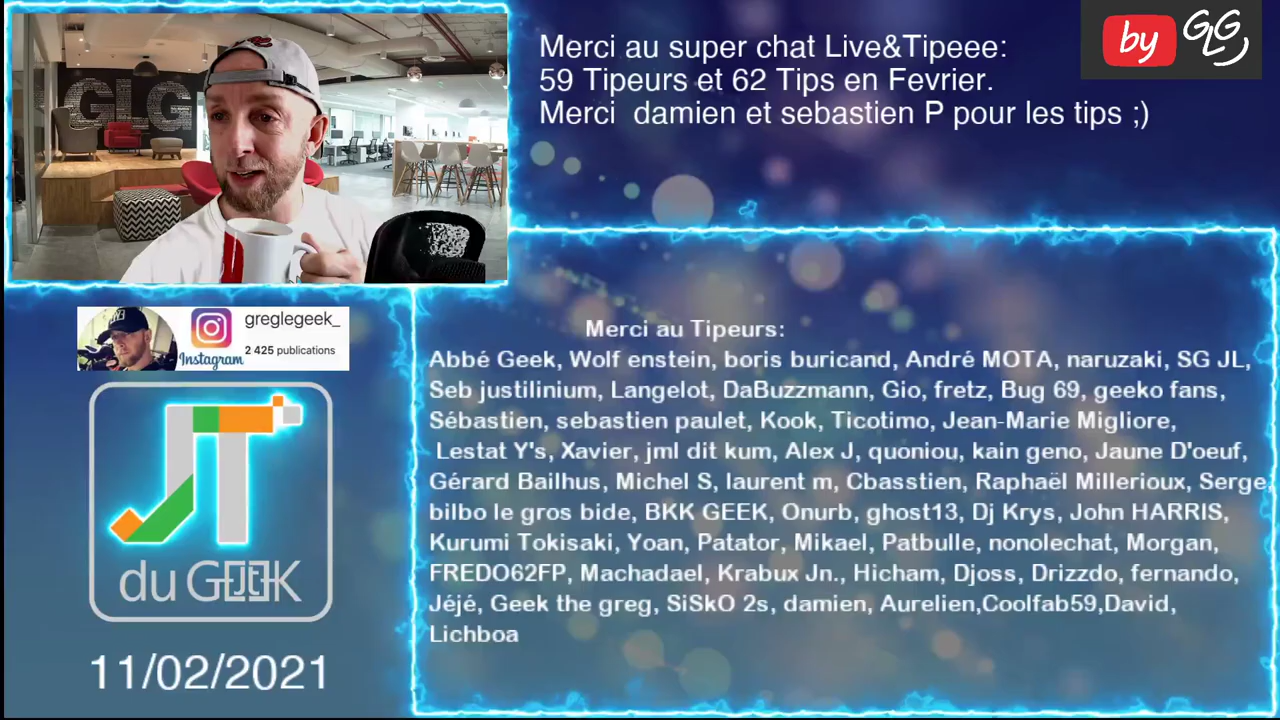 GLG
Merci au super chat Live&Tipeee:
59 Tipeurs et 62 Tips en Fevrier.
Merci damien et sebastien P pour les tips ;)
by GLG
greglegeek_
Instagram
2 425 publications
JT
du GEEK
11/02/2021
Merci au Tipeurs:
Abbé Geek, Wolf enstein, boris buricand, André MOTA, naruzaki, SG JL,
Seb justilinium, Langelot, DaBuzzmann, Gio, fretz, Bug 69, geeko fans,
Sébastien, sebastien paulet, Kook, Ticotimo, Jean-Marie Migliore,
Lestat Y's, Xavier, jml dit kum, Alex J, quoniou, kain geno, Jaune D'oeuf,
Gérard Bailhus, Michel S, laurent m, Cbasstien, Raphaël Millerioux, Serge,
bilbo le gros bide, BKK GEEK, Onurb, ghost13, Dj Krys, John HARRIS,
Kurumi Tokisaki, Yoan, Patator, Mikael, Patbulle, nonolechat, Morgan,
FREDO62FP, Machadael, Krabux Jn., Hicham, Djoss, Drizzdo, fernando,
Jéjé, Geek the greg, SiSkO 2s, damien, Aurelien,Coolfab59,David,
Lichboa